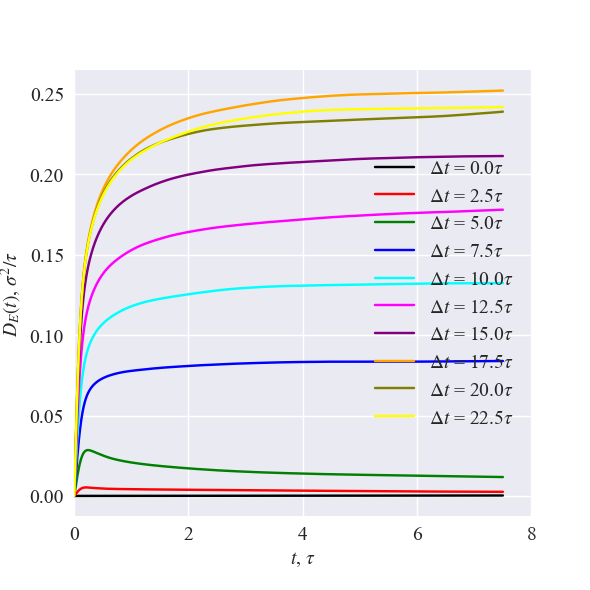 0.25
0.20
0.15
0.10
0.05
0.00
D_E(t), σ²/τ
Δt = 0.0τ
Δt = 2.5τ
Δt = 5.0τ
Δt = 7.5τ
Δt = 10.0τ
Δt = 12.5τ
Δt = 15.0τ
Δt = 17.5τ
Δt = 20.0τ
Δt = 22.5τ
0 2 4 6 8
t, τ